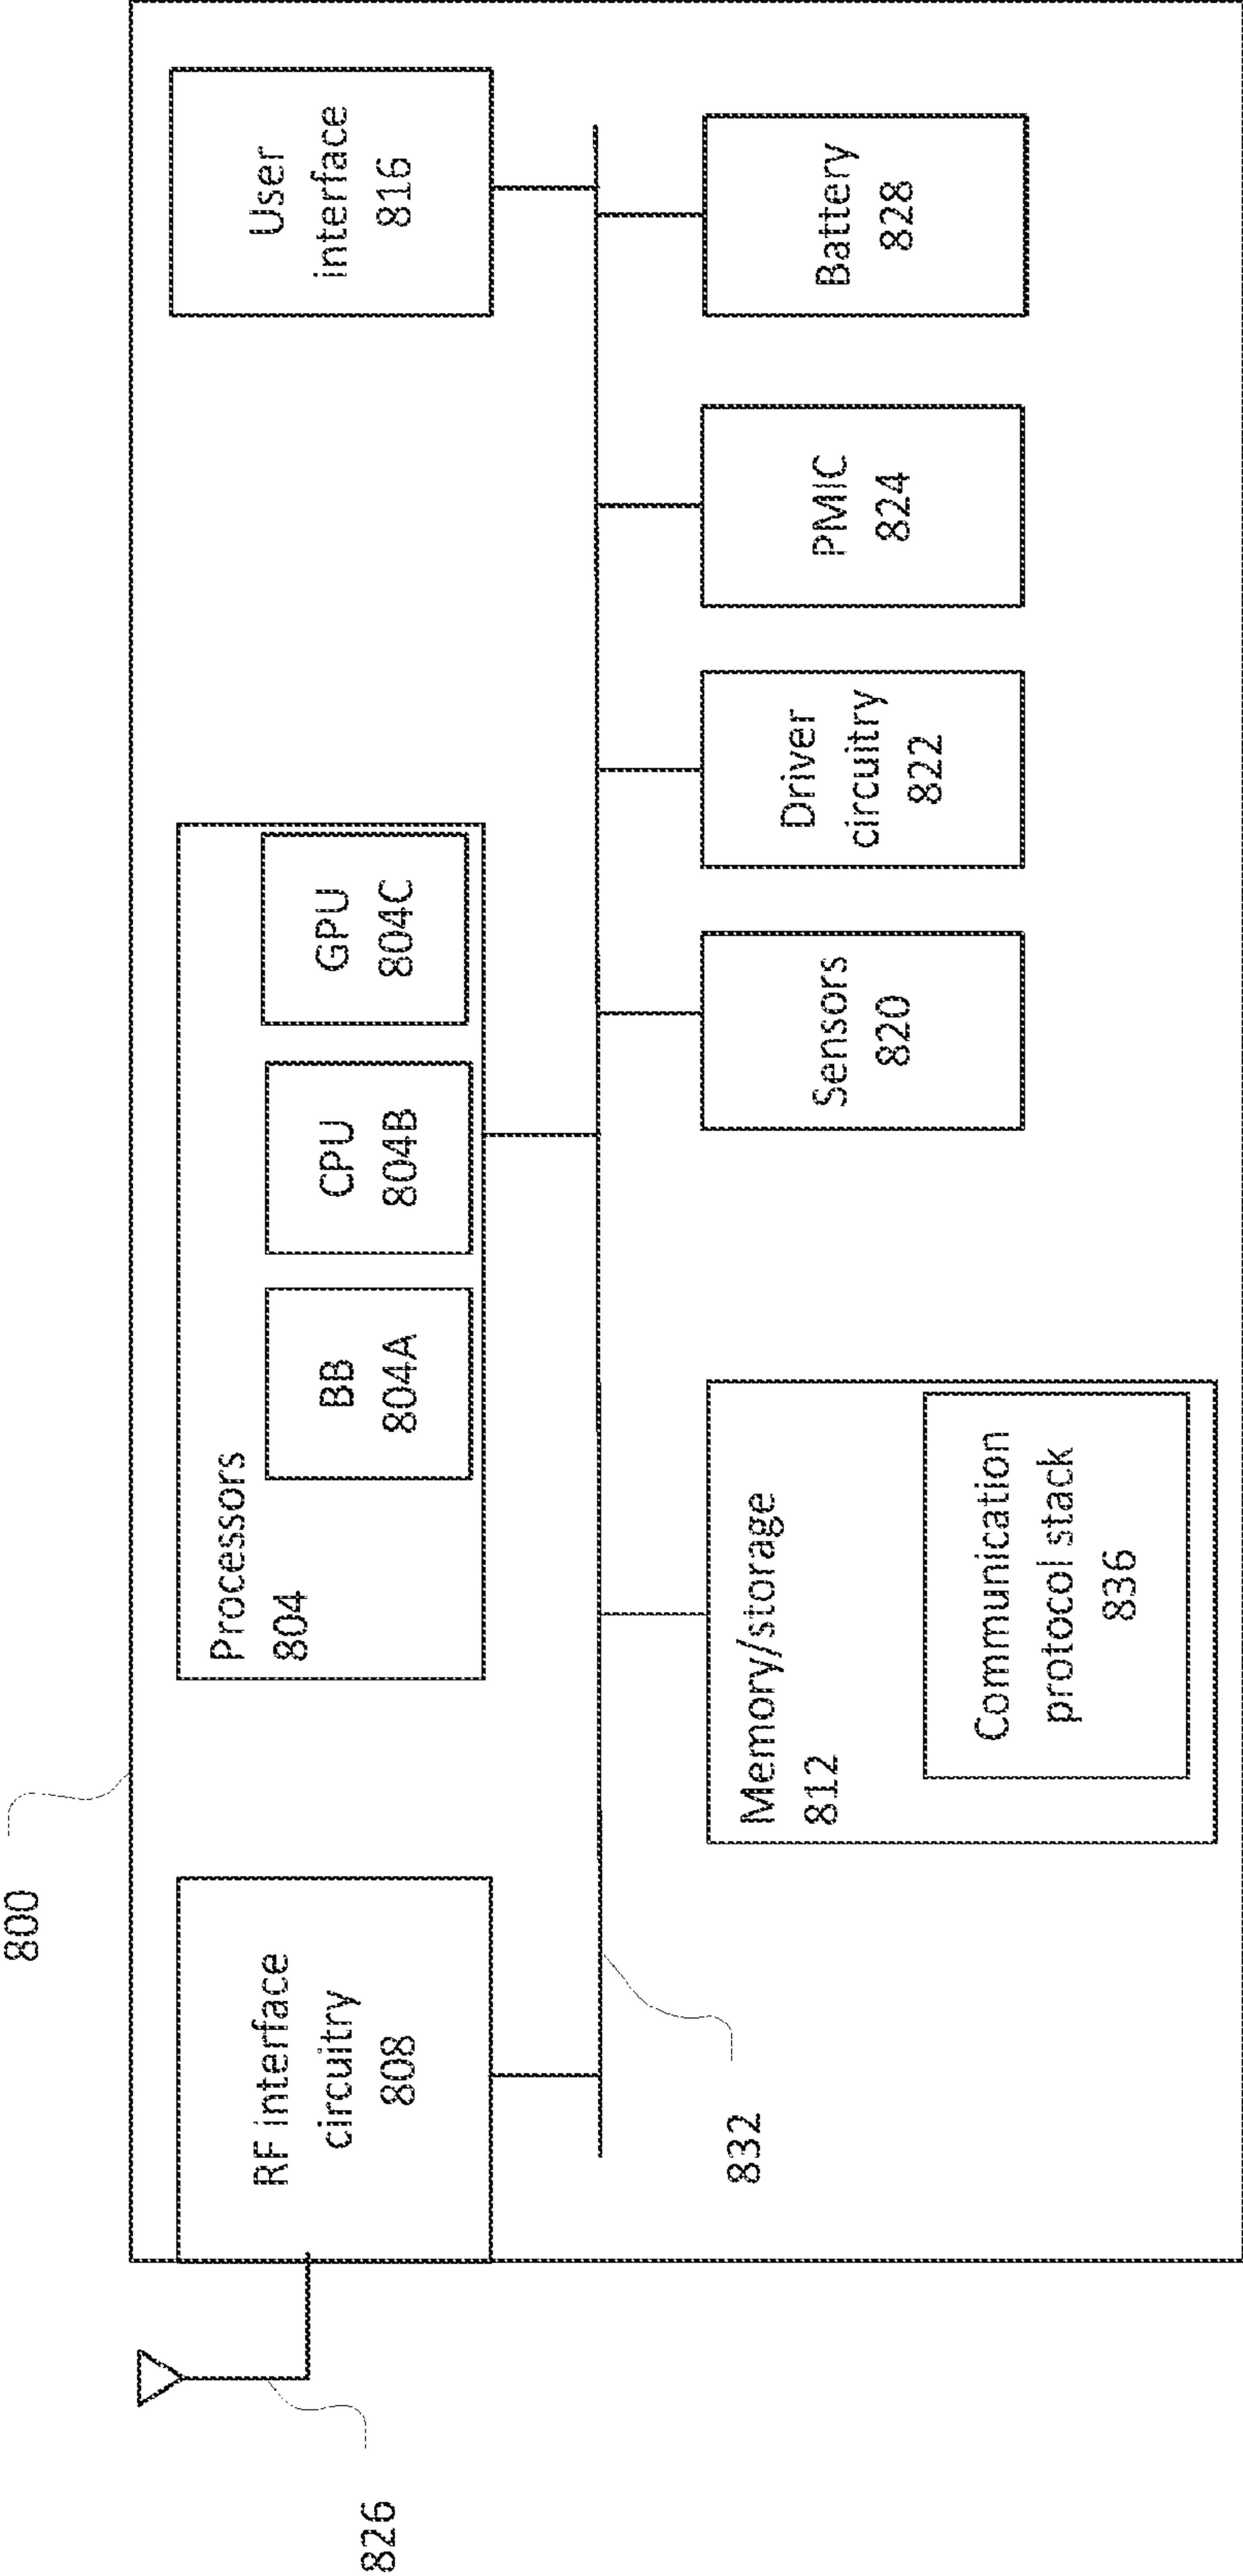 800
RF interface
circuitry
808
Processors
804
BB
804A
CPU
804B
GPU
804C
User
interface
816
826
832
Memory/storage
812
Communication
protocol stack
836
Sensors
820
Driver
circuitry
822
PMIC
824
Battery
828